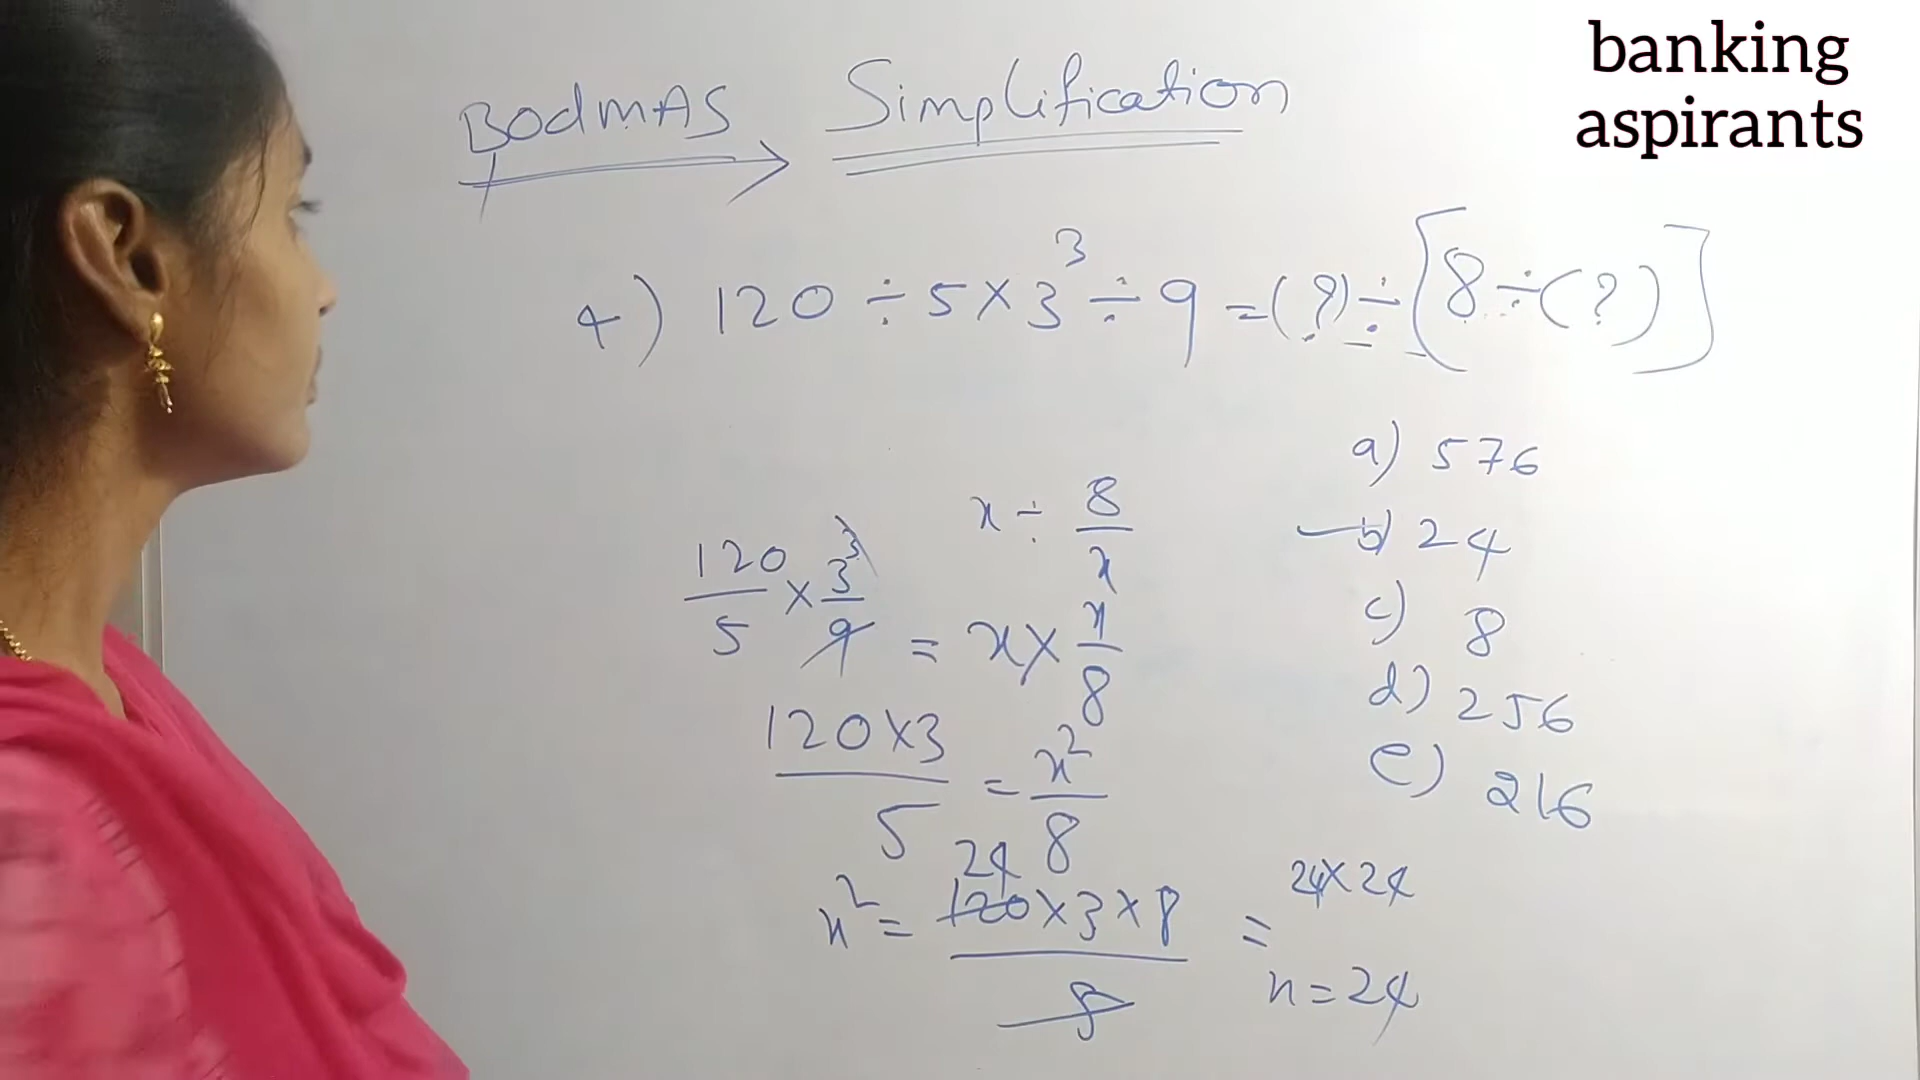 banking
aspirants
BODMAS Simplification
4) 120 ÷ 5 × 3³ ÷ 9 = (?) ÷ [8 ÷ (?)]
a) 576
x ÷ 8/x
b) 24
120/5 × 3³/9 = x × x/8
c) 8
d) 256
120×3/5 = x²/8
e) 216
24
x² = 120×3×8/5 = 24×24
x = 24